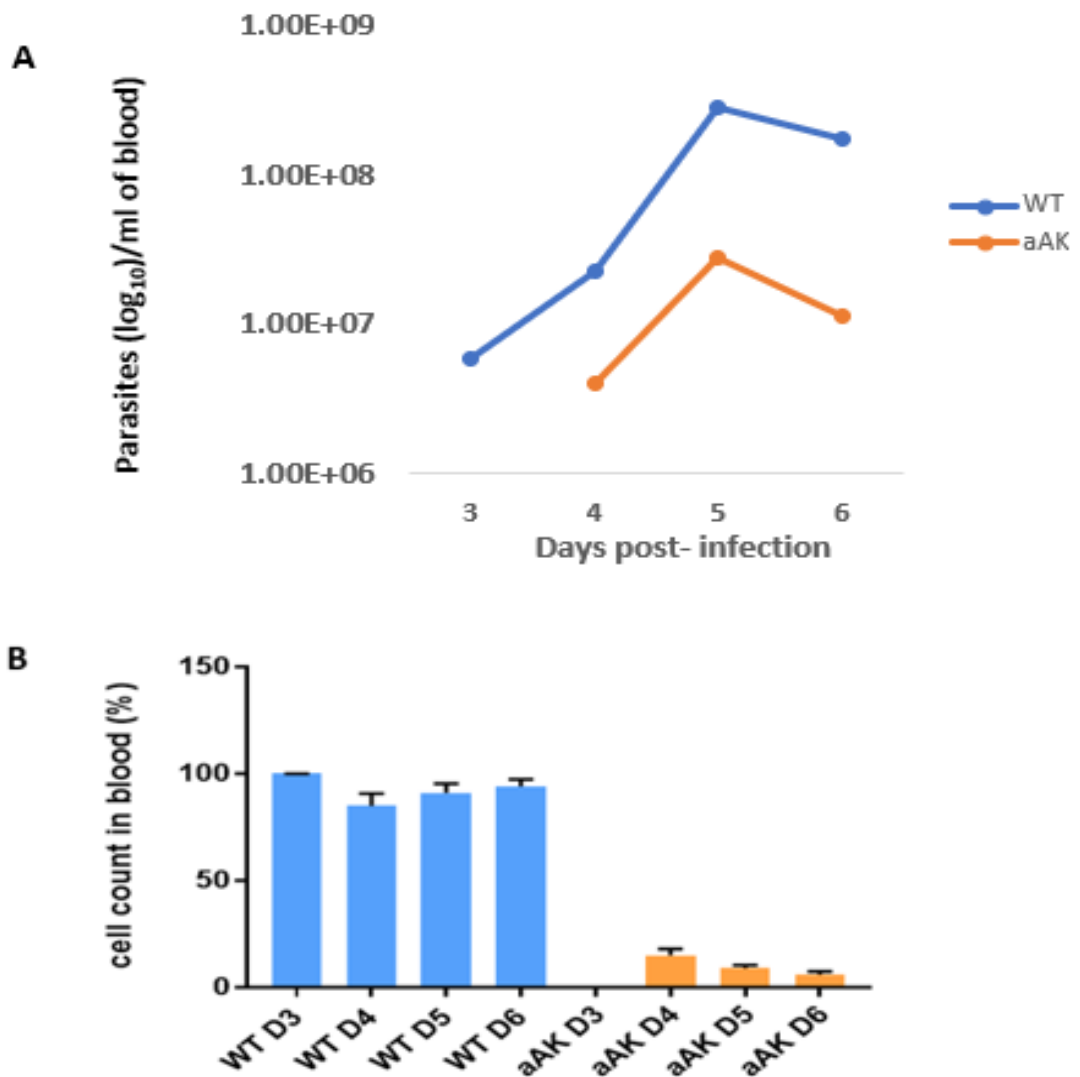 A
Parasites (log10)/ml of blood)
1.00E+09
1.00E+08
1.00E+07
1.00E+06
3 4 5 6
Days post- infection
WT
aAK
B
cell count in blood (%)
150
100
50
0
WT D3
WT D4
WT D5
WT D6
aAK D3
aAK D4
aAK D5
aAK D6